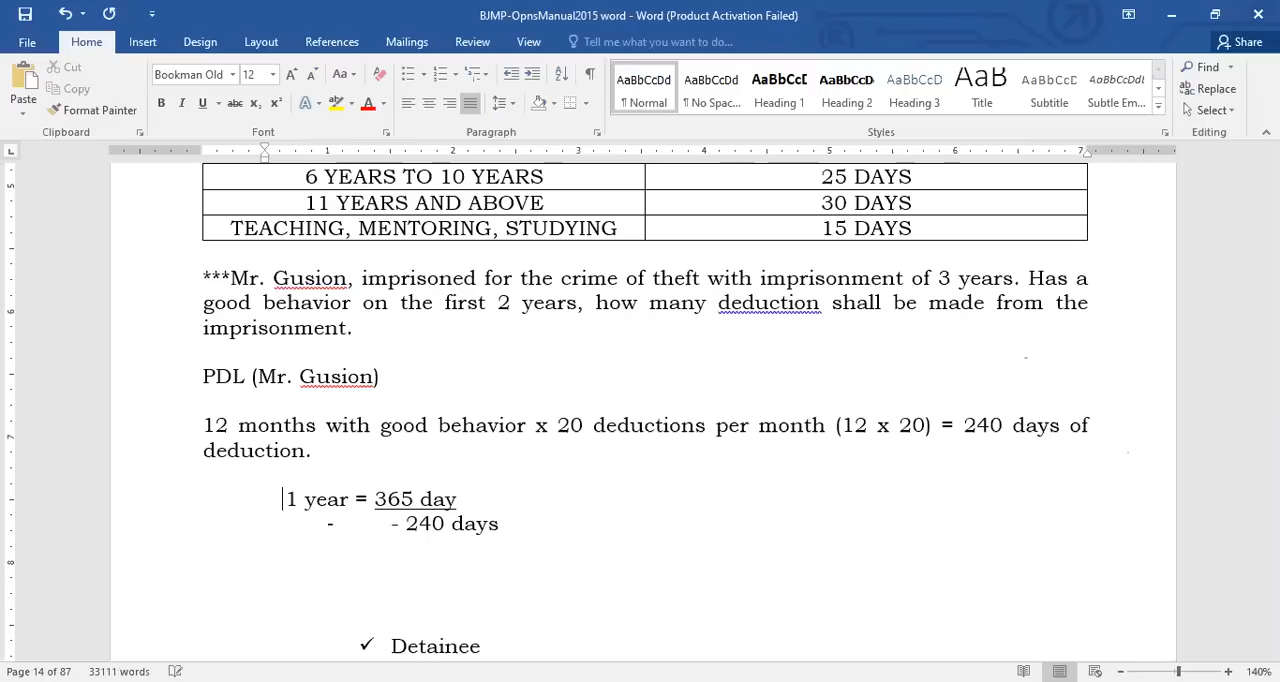 BJMP-OpnsManual2015 word - Word (Product Activation Failed)
File Home Insert Design Layout References Mailings Review View Tell me what you want to do... Share
Paste Cut Copy Format Painter
Bookman Old 12
AaBbCcDd AaBbCcDd AaBbCcI AaBbCcDd AaBbCcD AaB AaBbCcD AaBbCcDd
¶ Normal ¶ No Spac... Heading 1 Heading 2 Heading 3 Title Subtitle Subtle Em...
Find Replace Select
Clipboard Font Paragraph Styles Editing
6 YEARS TO 10 YEARS 25 DAYS
11 YEARS AND ABOVE 30 DAYS
TEACHING, MENTORING, STUDYING 15 DAYS
***Mr. Gusion, imprisoned for the crime of theft with imprisonment of 3 years. Has a
good behavior on the first 2 years, how many deduction shall be made from the
imprisonment.
PDL (Mr. Gusion)
12 months with good behavior x 20 deductions per month (12 x 20) = 240 days of
deduction.
1 year = 365 day
- - 240 days
✓ Detainee
Page 14 of 87 33111 words 140%